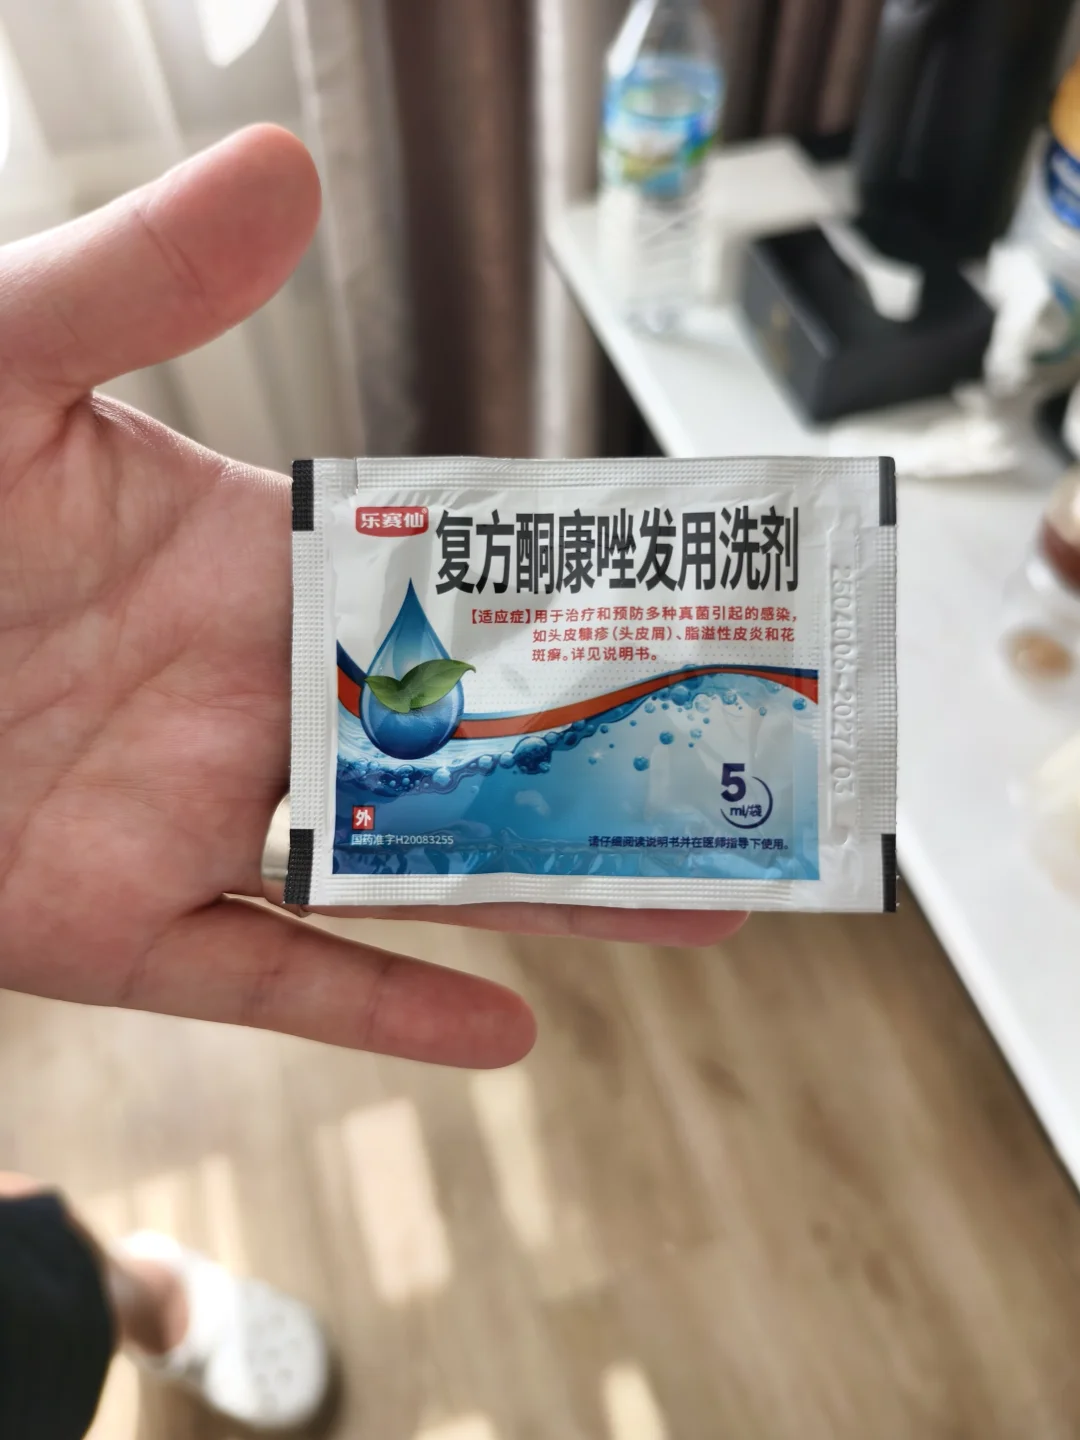 乐赛仙®
复方酮康唑发用洗剂
【适应症】用于治疗和预防多种真菌引起的感染，
如头皮糠疹（头皮屑）、脂溢性皮炎和花
斑癣。详见说明书。
5
ml/袋
外
国药准字H20083255
请仔细阅读说明书并在医师指导下使用。
25040061-2027/03